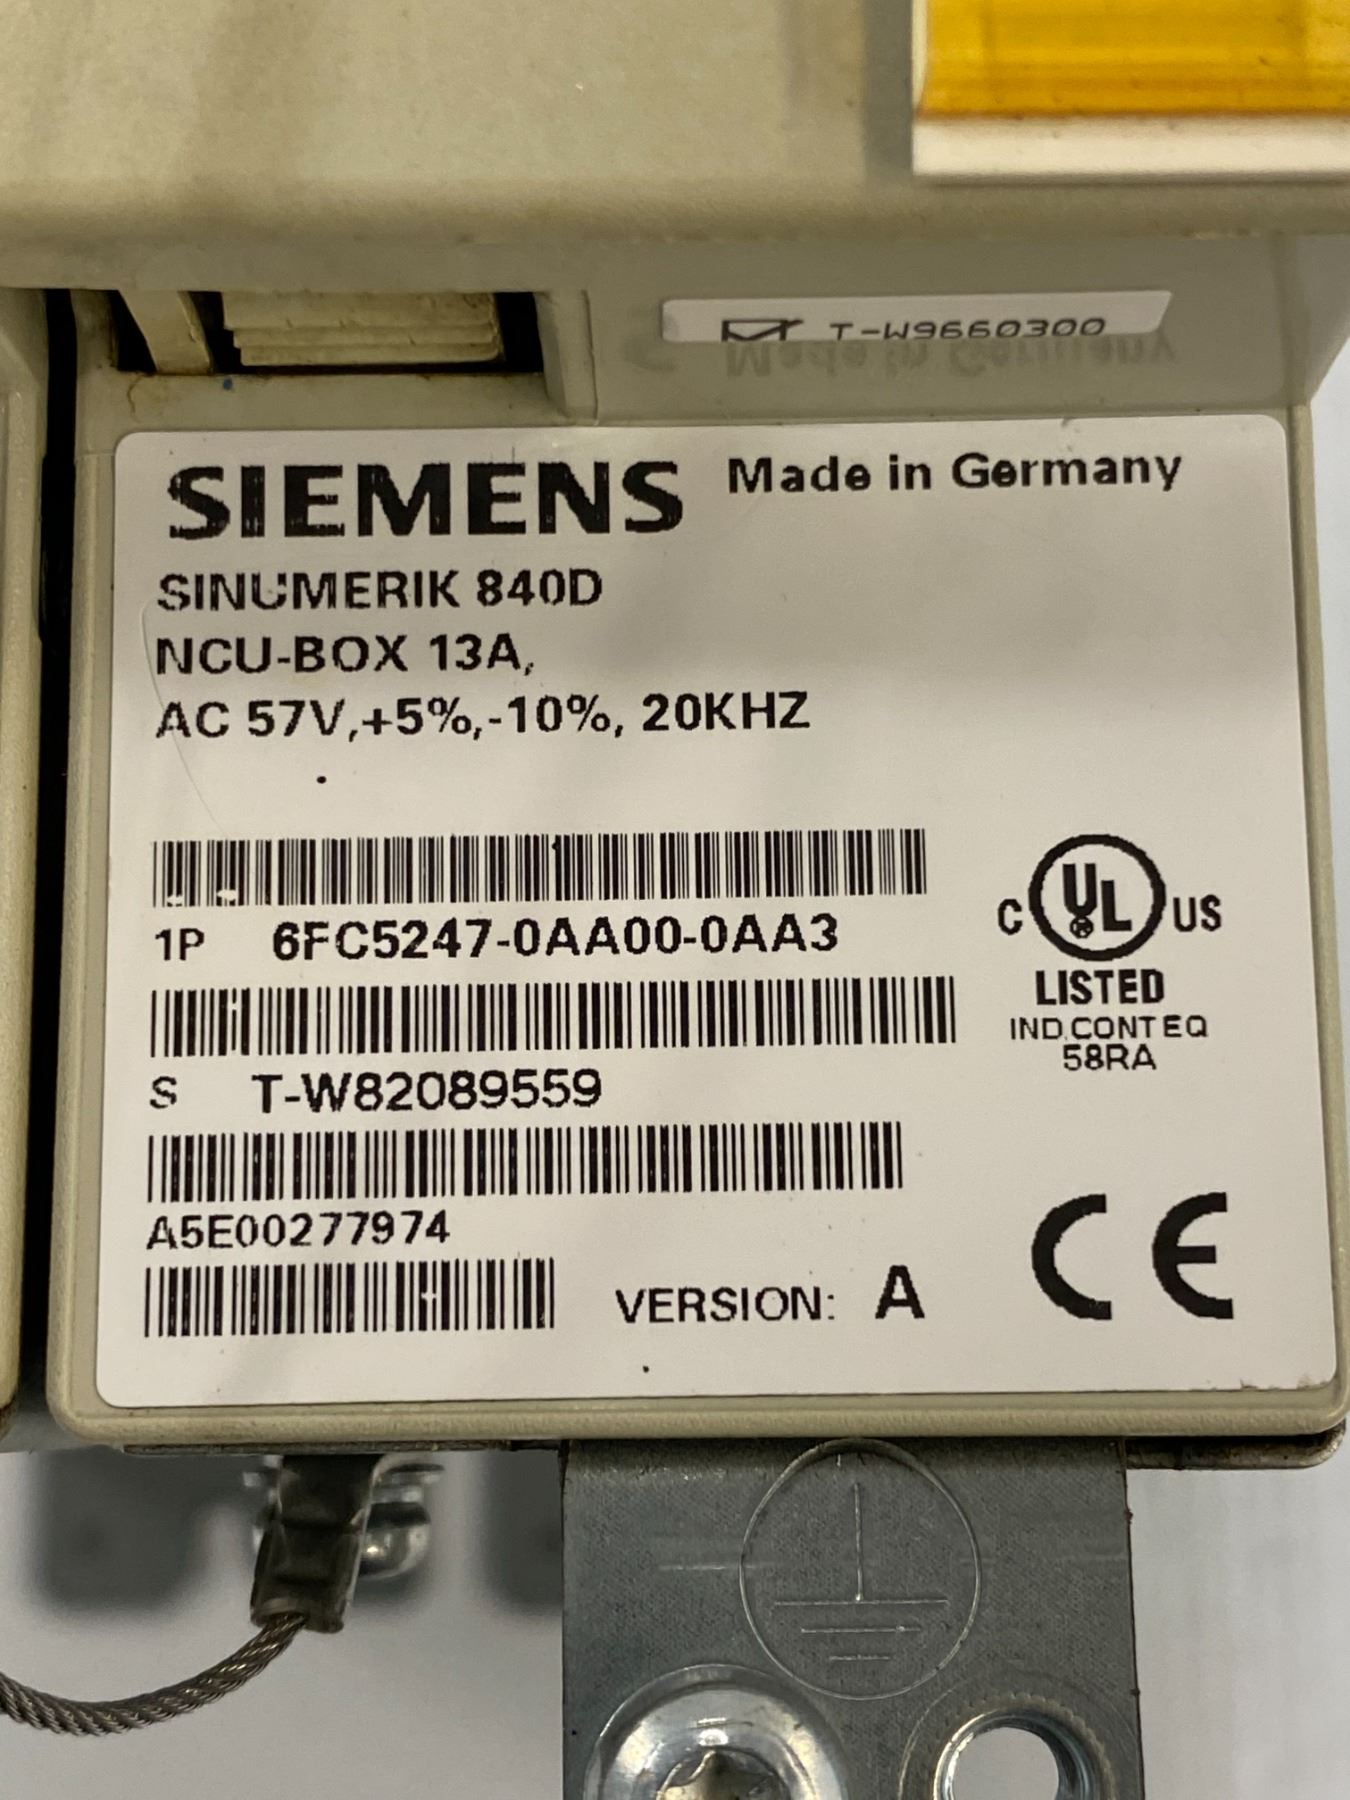 T-W9660300
SIEMENS Made in Germany
SINUMERIK 840D
NCU-BOX 13A,
AC 57V,+5%,-10%, 20KHZ
1P 6FC5247-0AA00-0AA3
S T-W82089559
A5E00277974
VERSION: A
C UL US
LISTED
IND.CONT EQ
58RA
CE